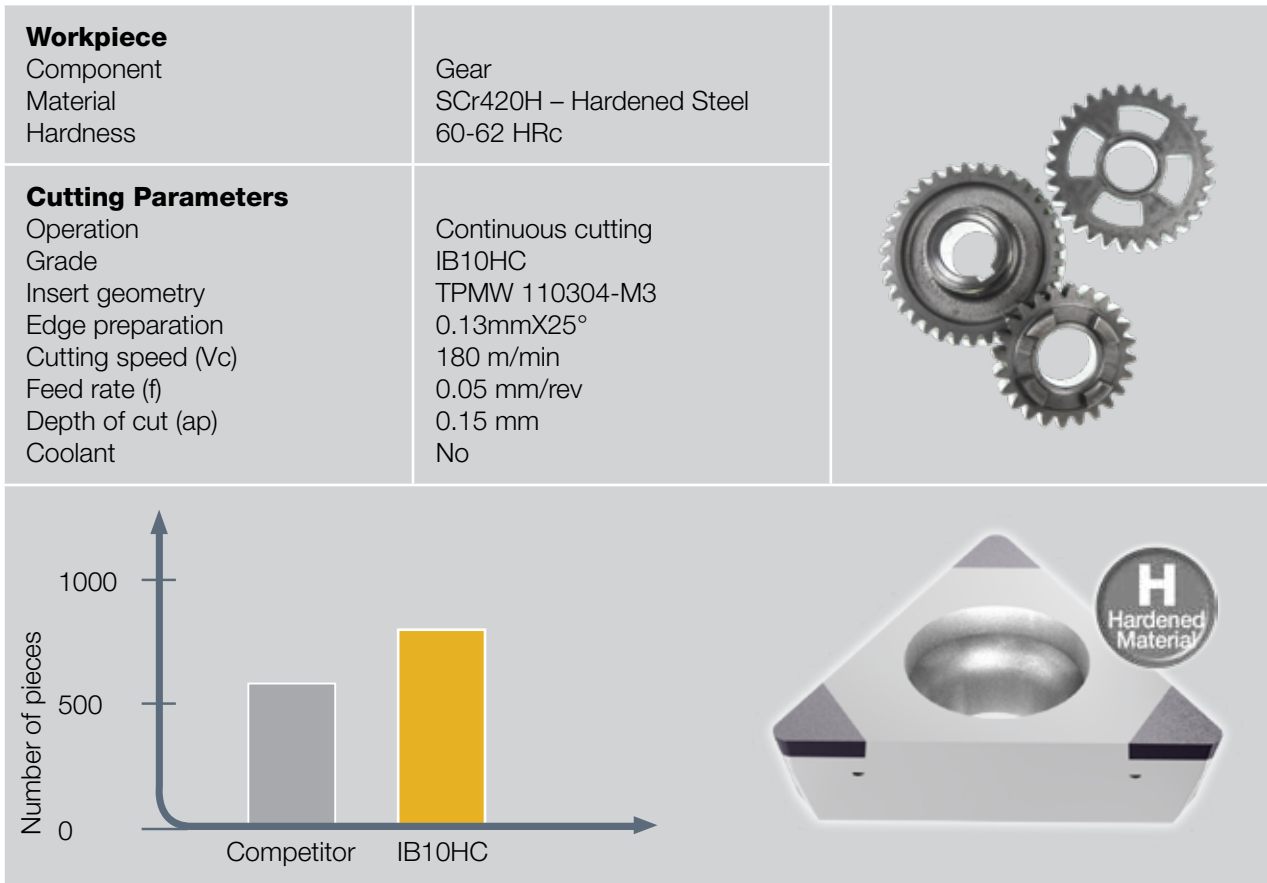 Workpiece
Component Gear
Material SCr420H – Hardened Steel
Hardness 60-62 HRc
Cutting Parameters
Operation Continuous cutting
Grade IB10HC
Insert geometry TPMW 110304-M3
Edge preparation 0.13mmX25°
Cutting speed (Vc) 180 m/min
Feed rate (f) 0.05 mm/rev
Depth of cut (ap) 0.15 mm
Coolant No
Number of pieces
1000
500
0
Competitor IB10HC
H
Hardened
Material